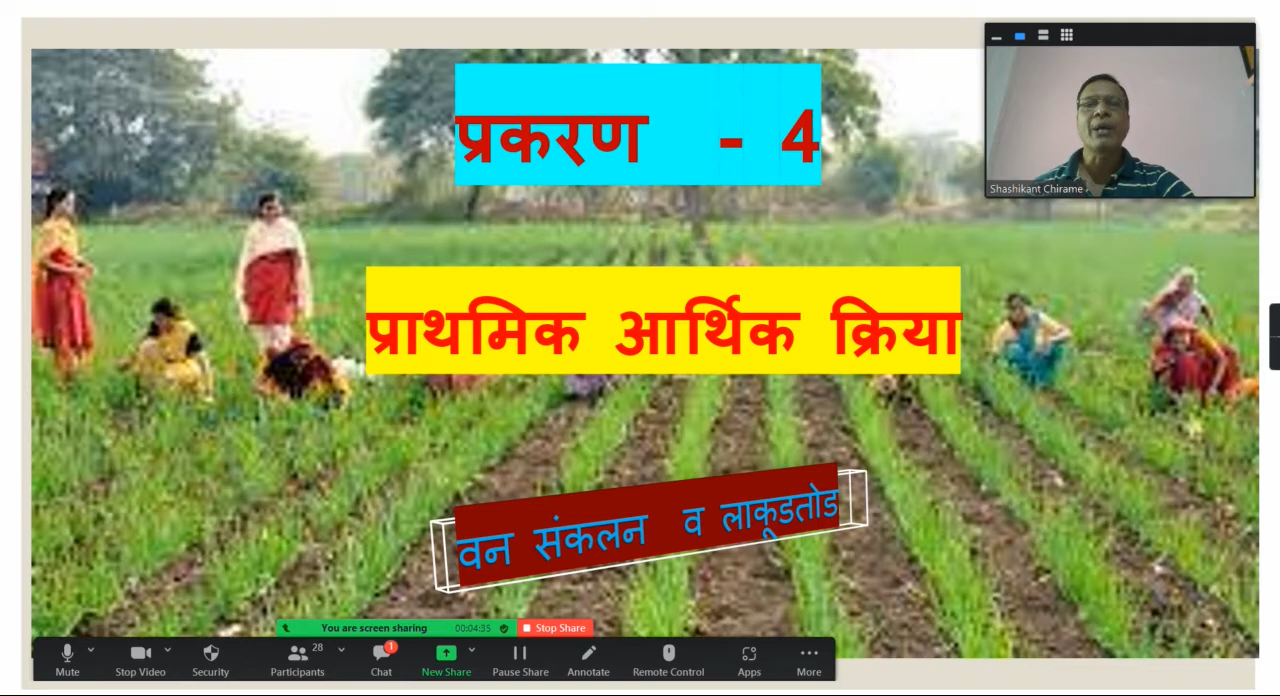 प्रकरण - 4
Shashikant Chirame
प्राथमिक आर्थिक क्रिया
वन संकलन व लाकूडतोड
You are screen sharing 00:04:35 Stop Share
28 1
Mute Stop Video Security Participants Chat New Share Pause Share Annotate Remote Control Apps More